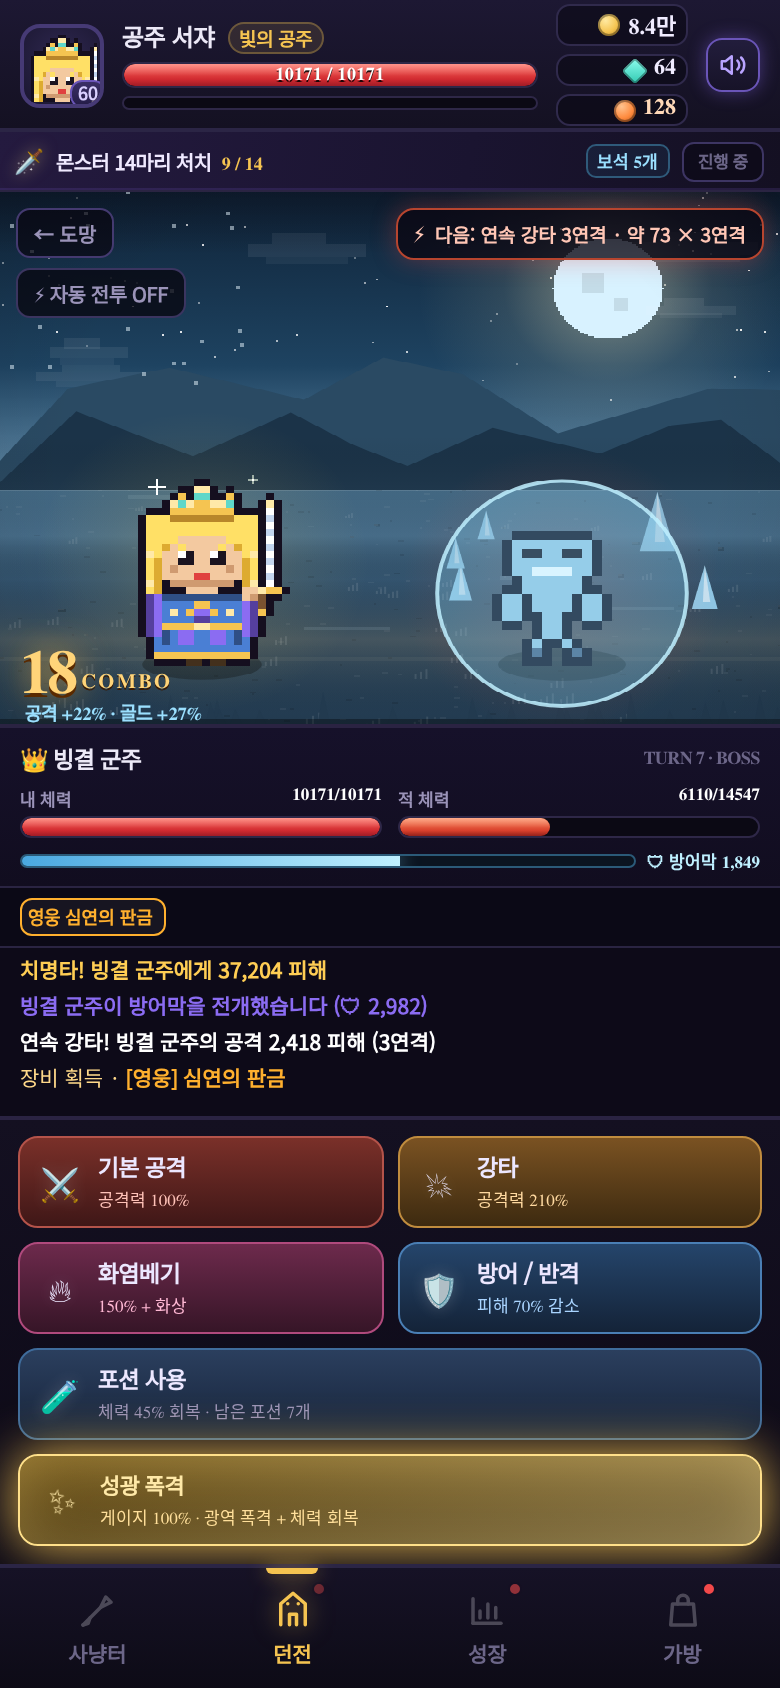 공주 서쟈 빛의 공주
8.4만
10171 / 10171
64
60
128
몬스터 14마리 처치 9 / 14 보석 5개 진행 중
← 도망
⚡ 다음: 연속 강타 3연격 · 약 73 × 3연격
⚡ 자동 전투 OFF
18 COMBO
공격 +22% · 골드 +27%
👑 빙결 군주 TURN 7 · BOSS
내 체력 10171/10171 적 체력 6110/14547
🛡 방어막 1,849
영웅 심연의 판금
치명타! 빙결 군주에게 37,204 피해
빙결 군주이 방어막을 전개했습니다 (🛡 2,982)
연속 강타! 빙결 군주의 공격 2,418 피해 (3연격)
장비 획득 · [영웅] 심연의 판금
기본 공격
공격력 100%
강타
공격력 210%
화염베기
150% + 화상
방어 / 반격
피해 70% 감소
포션 사용
체력 45% 회복 · 남은 포션 7개
성광 폭격
게이지 100% · 광역 폭격 + 체력 회복
사냥터 던전 성장 가방